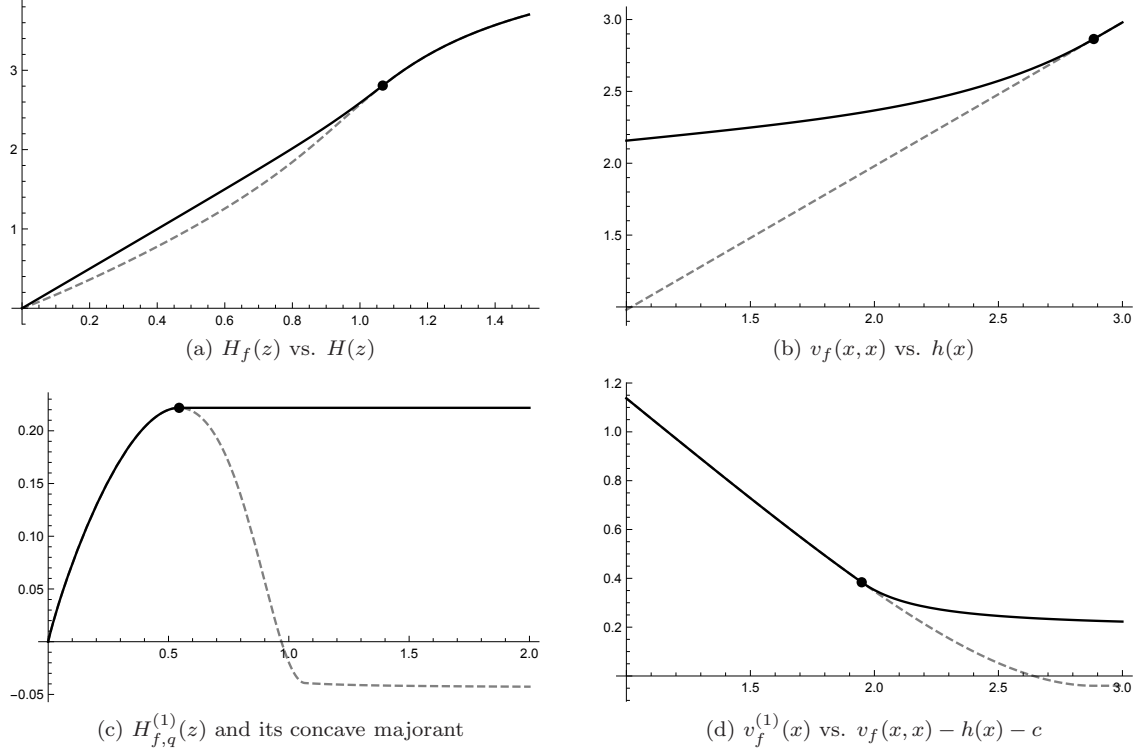 3
2
1
0.2 0.4 0.6 0.8 1.0 1.2 1.4
(a) H_f(z) vs. H(z)
3.0
2.5
2.0
1.5
1.5 2.0 2.5 3.0
(b) v_f(x, x) vs. h(x)
0.20
0.15
0.10
0.05
-0.05
0.5 1.0 1.5 2.0
(c) H_{f,q}^{(1)}(z) and its concave majorant
1.2
1.0
0.8
0.6
0.4
0.2
1.5 2.0 2.5 3.0
(d) v_f^{(1)}(x) vs. v_f(x, x) − h(x) − c